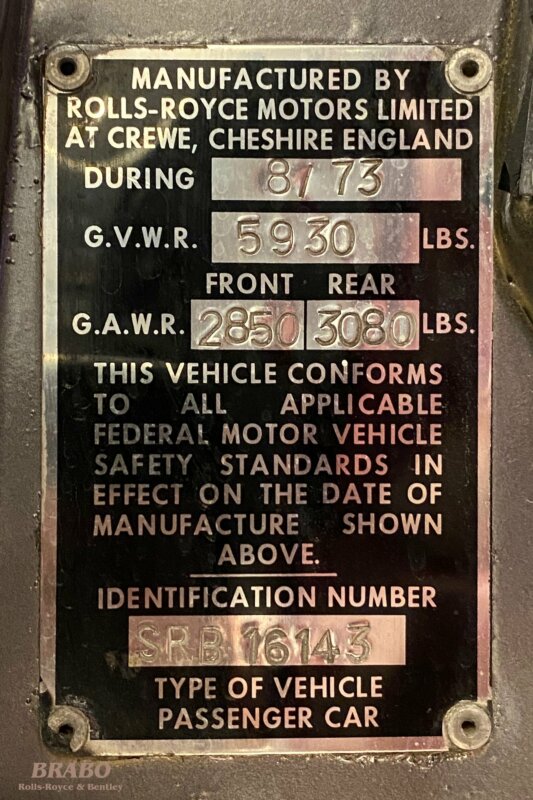 MANUFACTURED BY
ROLLS-ROYCE MOTORS LIMITED
AT CREWE, CHESHIRE ENGLAND
DURING 8/73
G.V.W.R. 5930 LBS.
FRONT REAR
G.A.W.R. 2850 3080 LBS.
THIS VEHICLE CONFORMS
TO ALL APPLICABLE
FEDERAL MOTOR VEHICLE
SAFETY STANDARDS IN
EFFECT ON THE DATE OF
MANUFACTURE SHOWN
ABOVE.
IDENTIFICATION NUMBER
SRB 16143
TYPE OF VEHICLE
PASSENGER CAR
BRABO
Rolls-Royce & Bentley